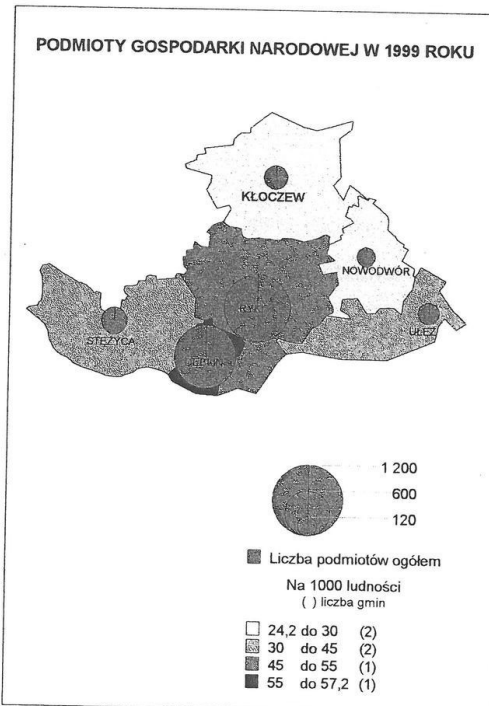 PODMIOTY GOSPODARKI NARODOWEJ W 1999 ROKU
KŁOCZEW
NOWODWÓR
RYKI
UŁĘŻ
STĘŻYCA
1 200
600
120
Liczba podmiotów ogółem
Na 1000 ludności
( ) liczba gmin
24,2 do 30 (2)
30 do 45 (2)
45 do 55 (1)
55 do 57,2 (1)